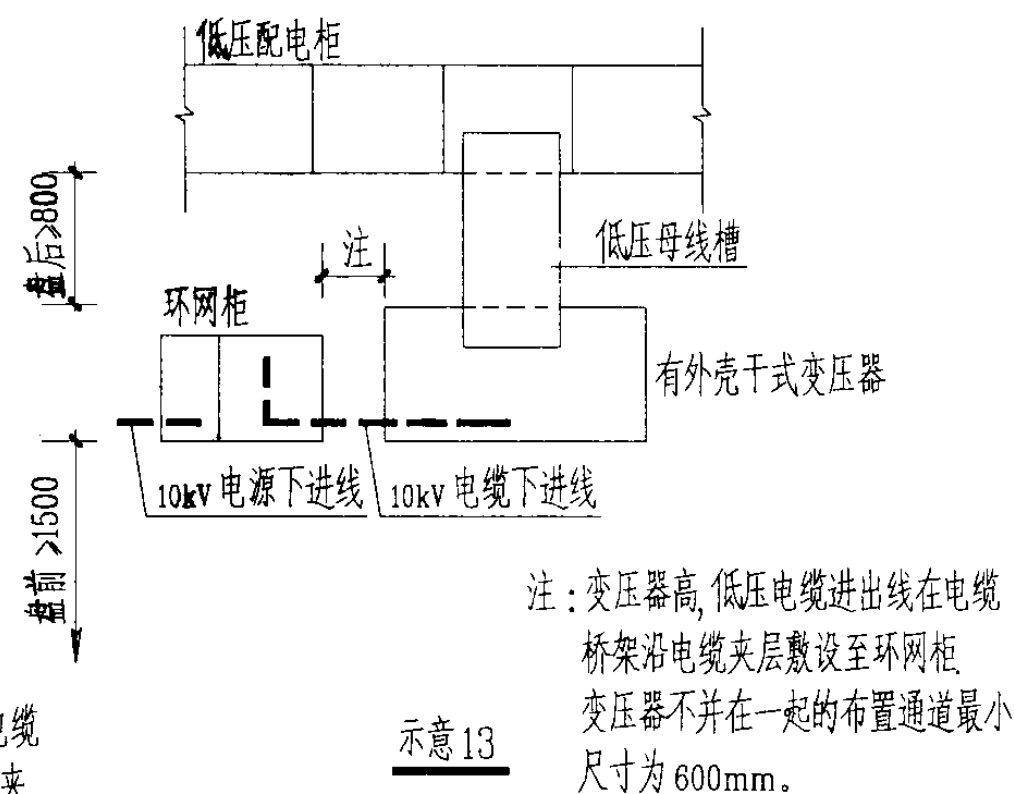 低压配电柜
盘后≥800
注
低压母线槽
环网柜
有外壳干式变压器
10kV 电源下进线
10kV 电缆下进线
盘前 >1500
注：变压器高,低压电缆进出线在电缆
桥架沿电缆夹层敷设至环网柜.
变压器不并在一起的布置通道最小
尺寸为600mm。
示意13
电缆
夹